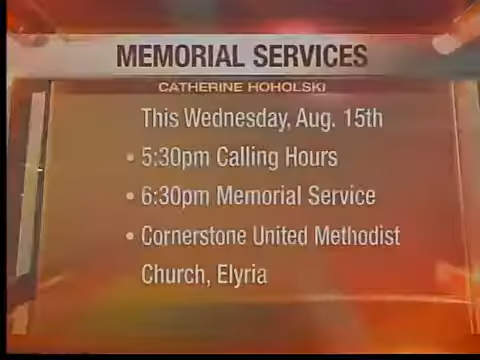 MEMORIAL SERVICES
CATHERINE HOHOLSKI
This Wednesday, Aug. 15th
• 5:30pm Calling Hours
• 6:30pm Memorial Service
• Cornerstone United Methodist
Church, Elyria